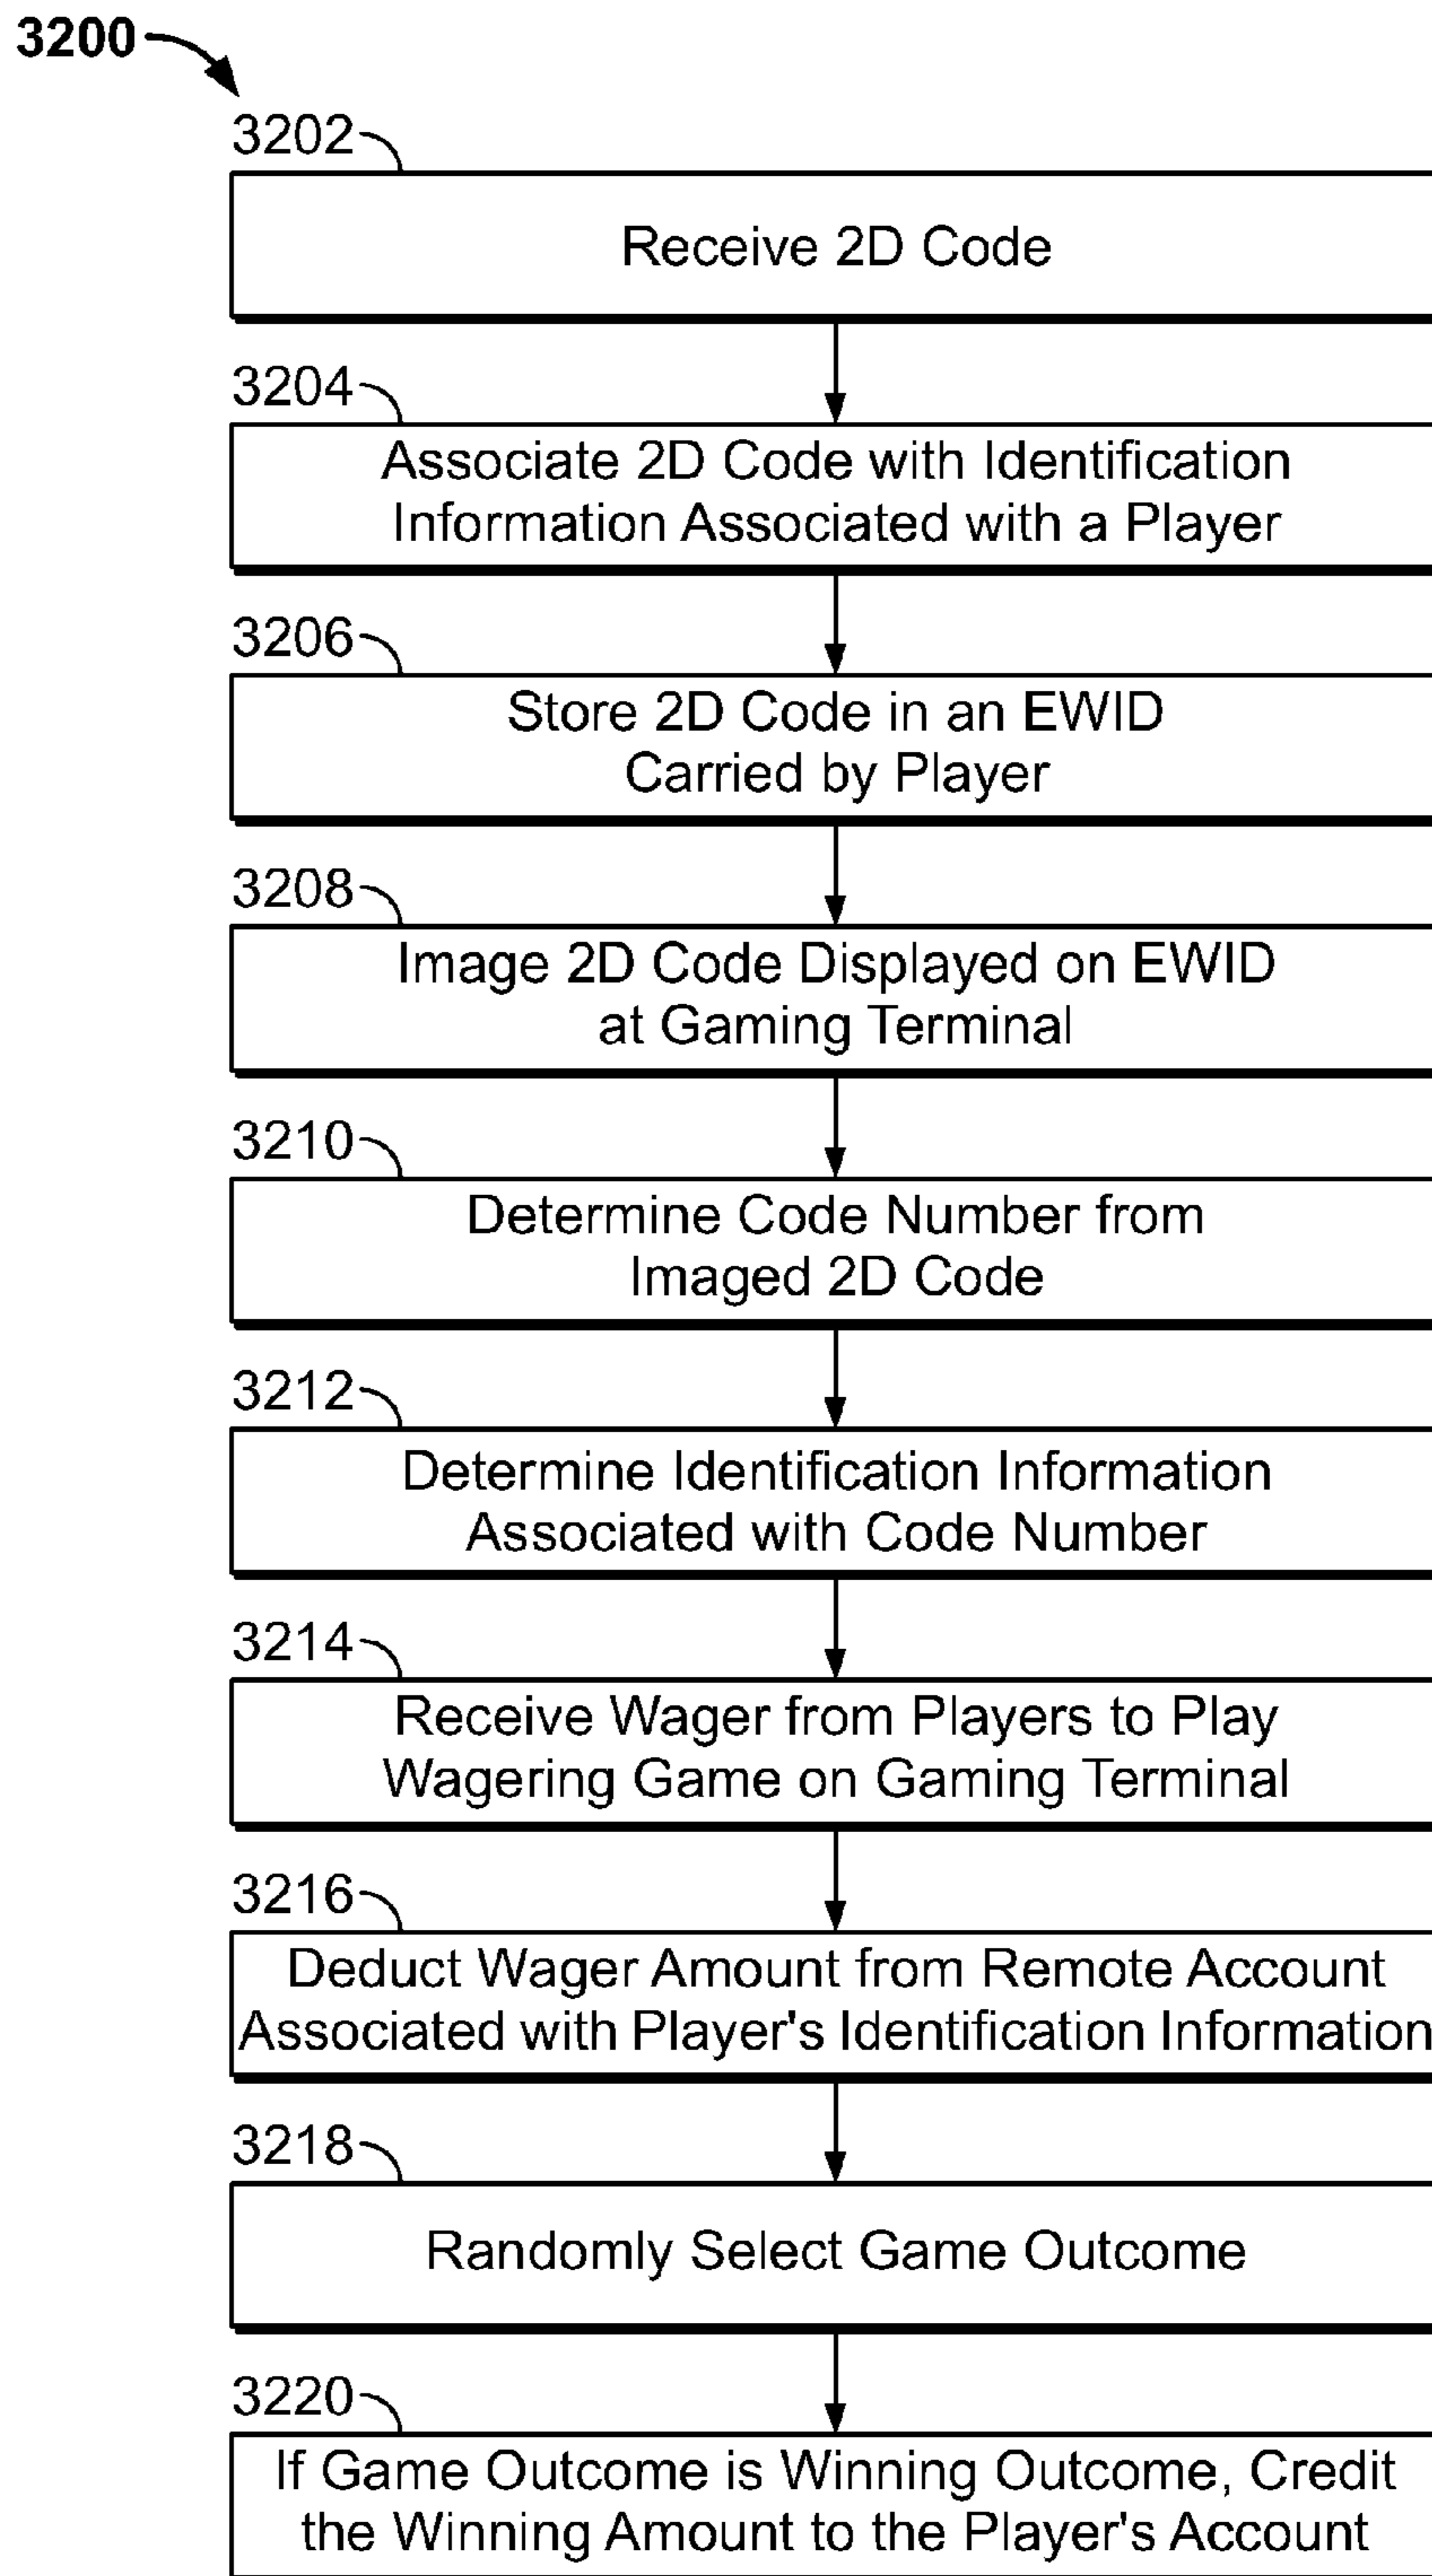 3200
3202
Receive 2D Code
3204
Associate 2D Code with Identification
Information Associated with a Player
3206
Store 2D Code in an EWID
Carried by Player
3208
Image 2D Code Displayed on EWID
at Gaming Terminal
3210
Determine Code Number from
Imaged 2D Code
3212
Determine Identification Information
Associated with Code Number
3214
Receive Wager from Players to Play
Wagering Game on Gaming Terminal
3216
Deduct Wager Amount from Remote Account
Associated with Player's Identification Information
3218
Randomly Select Game Outcome
3220
If Game Outcome is Winning Outcome, Credit
the Winning Amount to the Player's Account